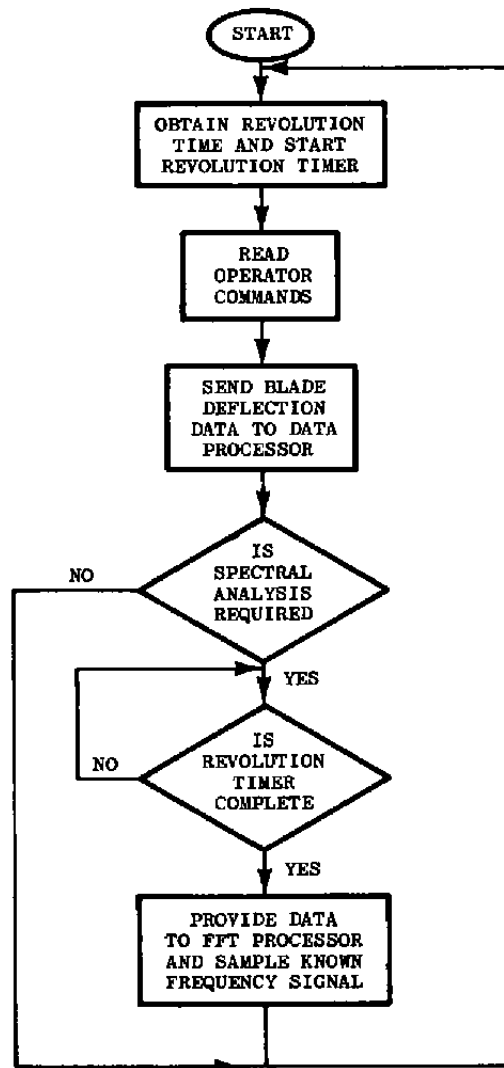 START
OBTAIN REVOLUTION
TIME AND START
REVOLUTION TIMER
READ
OPERATOR
COMMANDS
SEND BLADE
DEFLECTION
DATA TO DATA
PROCESSOR
IS
SPECTRAL
ANALYSIS
REQUIRED
NO
YES
IS
REVOLUTION
TIMER
COMPLETE
NO
YES
PROVIDE DATA
TO FFT PROCESSOR
AND SAMPLE KNOWN
FREQUENCY SIGNAL